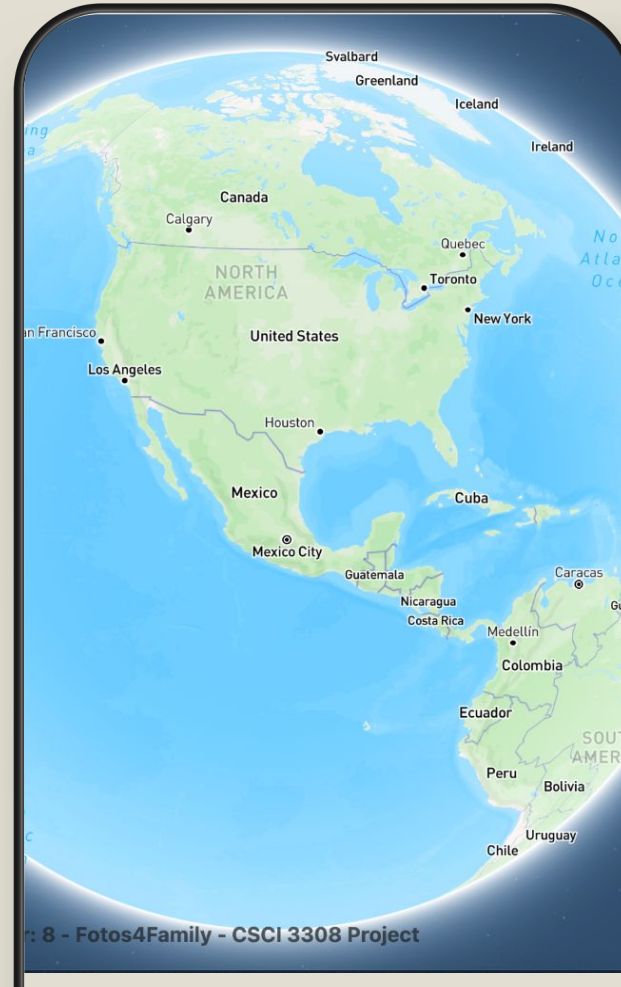 Svalbard
Greenland
Iceland
Ireland
Canada
Calgary
Quebec
NORTH
AMERICA
Toronto
New York
United States
an Francisco
Los Angeles
Houston
Mexico
Cuba
Mexico City
Guatemala
Caracas
Nicaragua
Costa Rica
Medellín
Colombia
Ecuador
Peru
Bolivia
Uruguay
Chile
r: 8 - Fotos4Family - CSCI 3308 Project